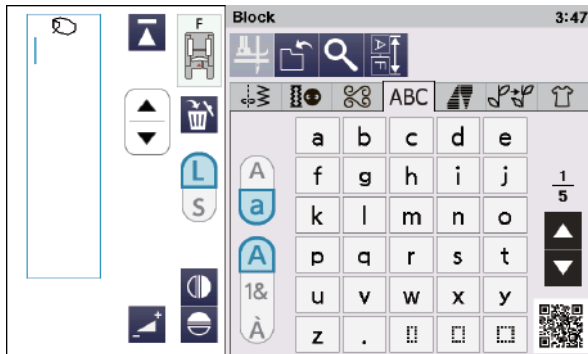 F
Block 3:47
A
F
ABC
L
S
A
a
A
1&
À
a b c d e
f g h i j
k l m n o
p q r s t
u v w x y
z .
1
5